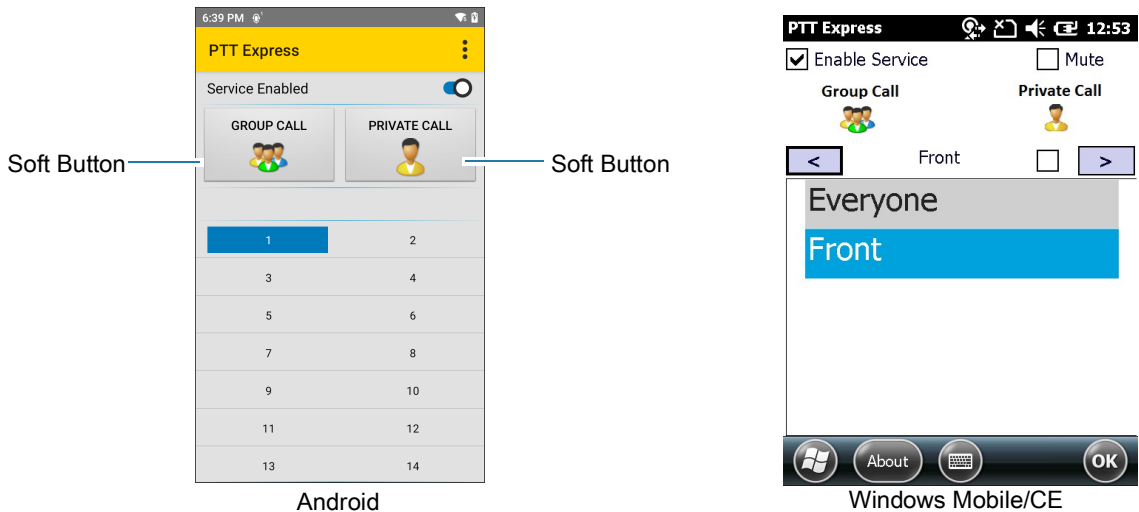 6:39 PM
PTT Express
Service Enabled
GROUP CALL PRIVATE CALL
Soft Button
Soft Button
1 2
3 4
5 6
7 8
9 10
11 12
13 14
Android
PTT Express 12:53
Enable Service Mute
Group Call Private Call
< Front >
Everyone
Front
About OK
Windows Mobile/CE